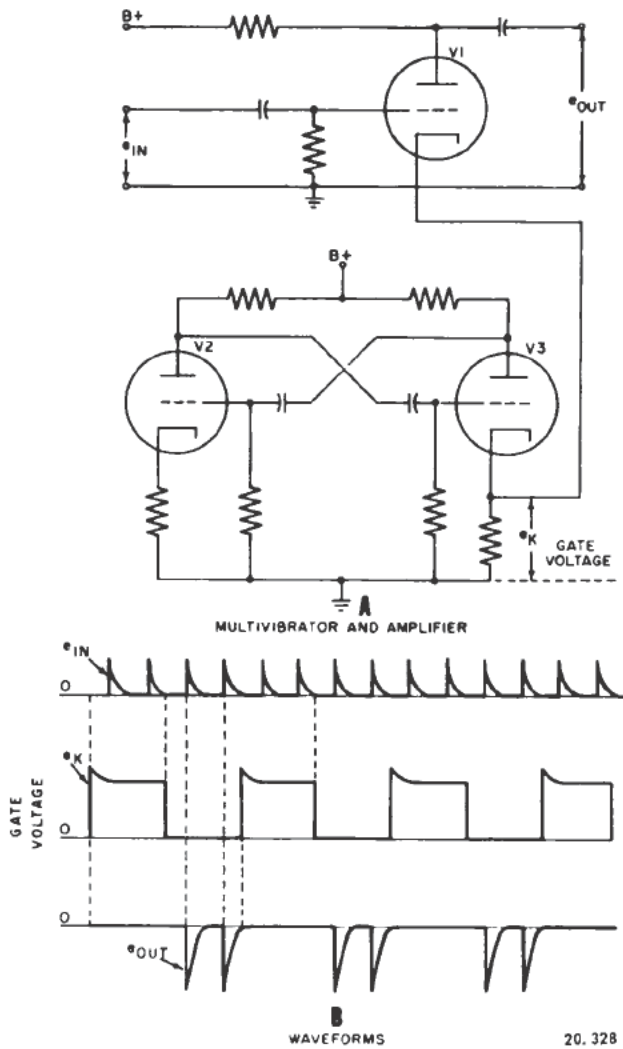 B+
V1
eOUT
eIN
B+
V2
V3
eK
GATE
VOLTAGE
A
MULTIVIBRATOR AND AMPLIFIER
eIN
0
eK
GATE
VOLTAGE
0
0
eOUT
B
WAVEFORMS
20.328